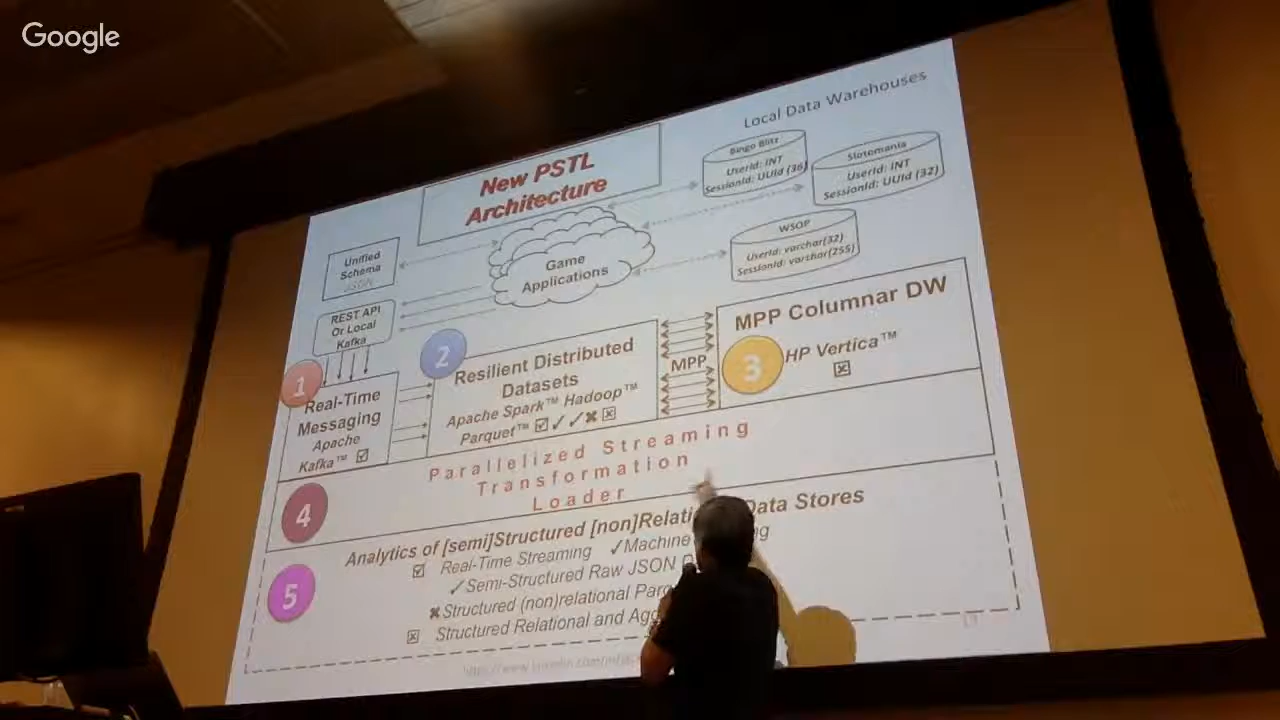 Google
Local Data Warehouses
New PSTL
Architecture
Bingo Blitz
UserId: INT
SessionId: UUId (36)
Slotomania
UserId: INT
SessionId: UUId (32)
WSOP
UserId: varchar(32)
SessionId: varchar(255)
Unified
Schema
JSON
Game
Applications
REST API
Or Local
Kafka
1
Real-Time
Messaging
Apache
Kafka™ ☑
2
Resilient Distributed
Datasets
Apache Spark™ Hadoop™
Parquet™ ☑ ✓ ✓ ✖ ☒
MPP
MPP Columnar DW
3
HP Vertica™
☒
4
Parallelized Streaming
Transformation
Loader
5
Analytics of [semi]Structured [non]Data Stores
☑ Real-Time Streaming ✓Machine
✓Semi-Structured Raw JSON
✖Structured (non)relational
☒ Structured Relational and